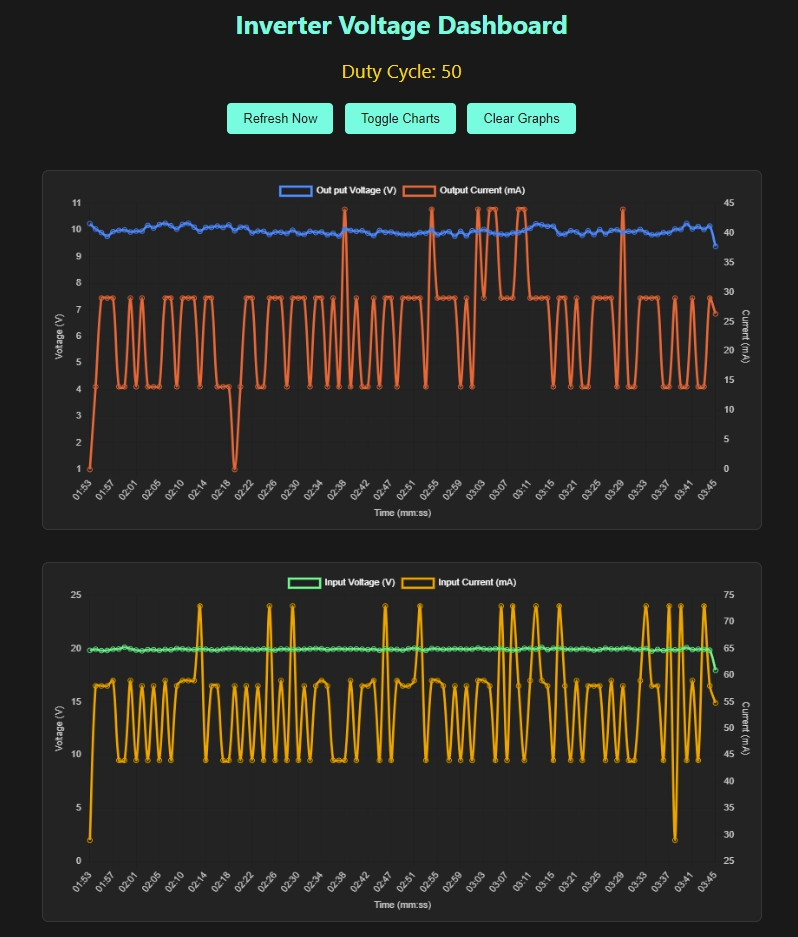 Inverter Voltage Dashboard
Duty Cycle: 50
Refresh Now Toggle Charts Clear Graphs
Out put Voltage (V) Output Current (mA)
11 45
10 40
9 35
8 30
7 25
6 20
5 15
4 10
3 5
2 0
1
Votage (V)
Current (mA)
01:53 01:57 02:01 02:05 02:10 02:14 02:18 02:22 02:26 02:30 02:34 02:38 02:42 02:47 02:51 02:55 02:59 03:03 03:07 03:11 03:15 03:21 03:25 03:29 03:33 03:37 03:41 03:45
Time (mm:ss)
Input Voltage (V) Input Current (mA)
25 75
20 70
15 65
10 60
5 55
0 50
45
40
35
30
25
Votage (V)
Current (mA)
01:53 01:57 02:01 02:05 02:10 02:14 02:18 02:22 02:26 02:30 02:34 02:38 02:42 02:47 02:51 02:55 02:59 03:03 03:07 03:11 03:15 03:21 03:25 03:29 03:33 03:37 03:41 03:45
Time (mm:ss)